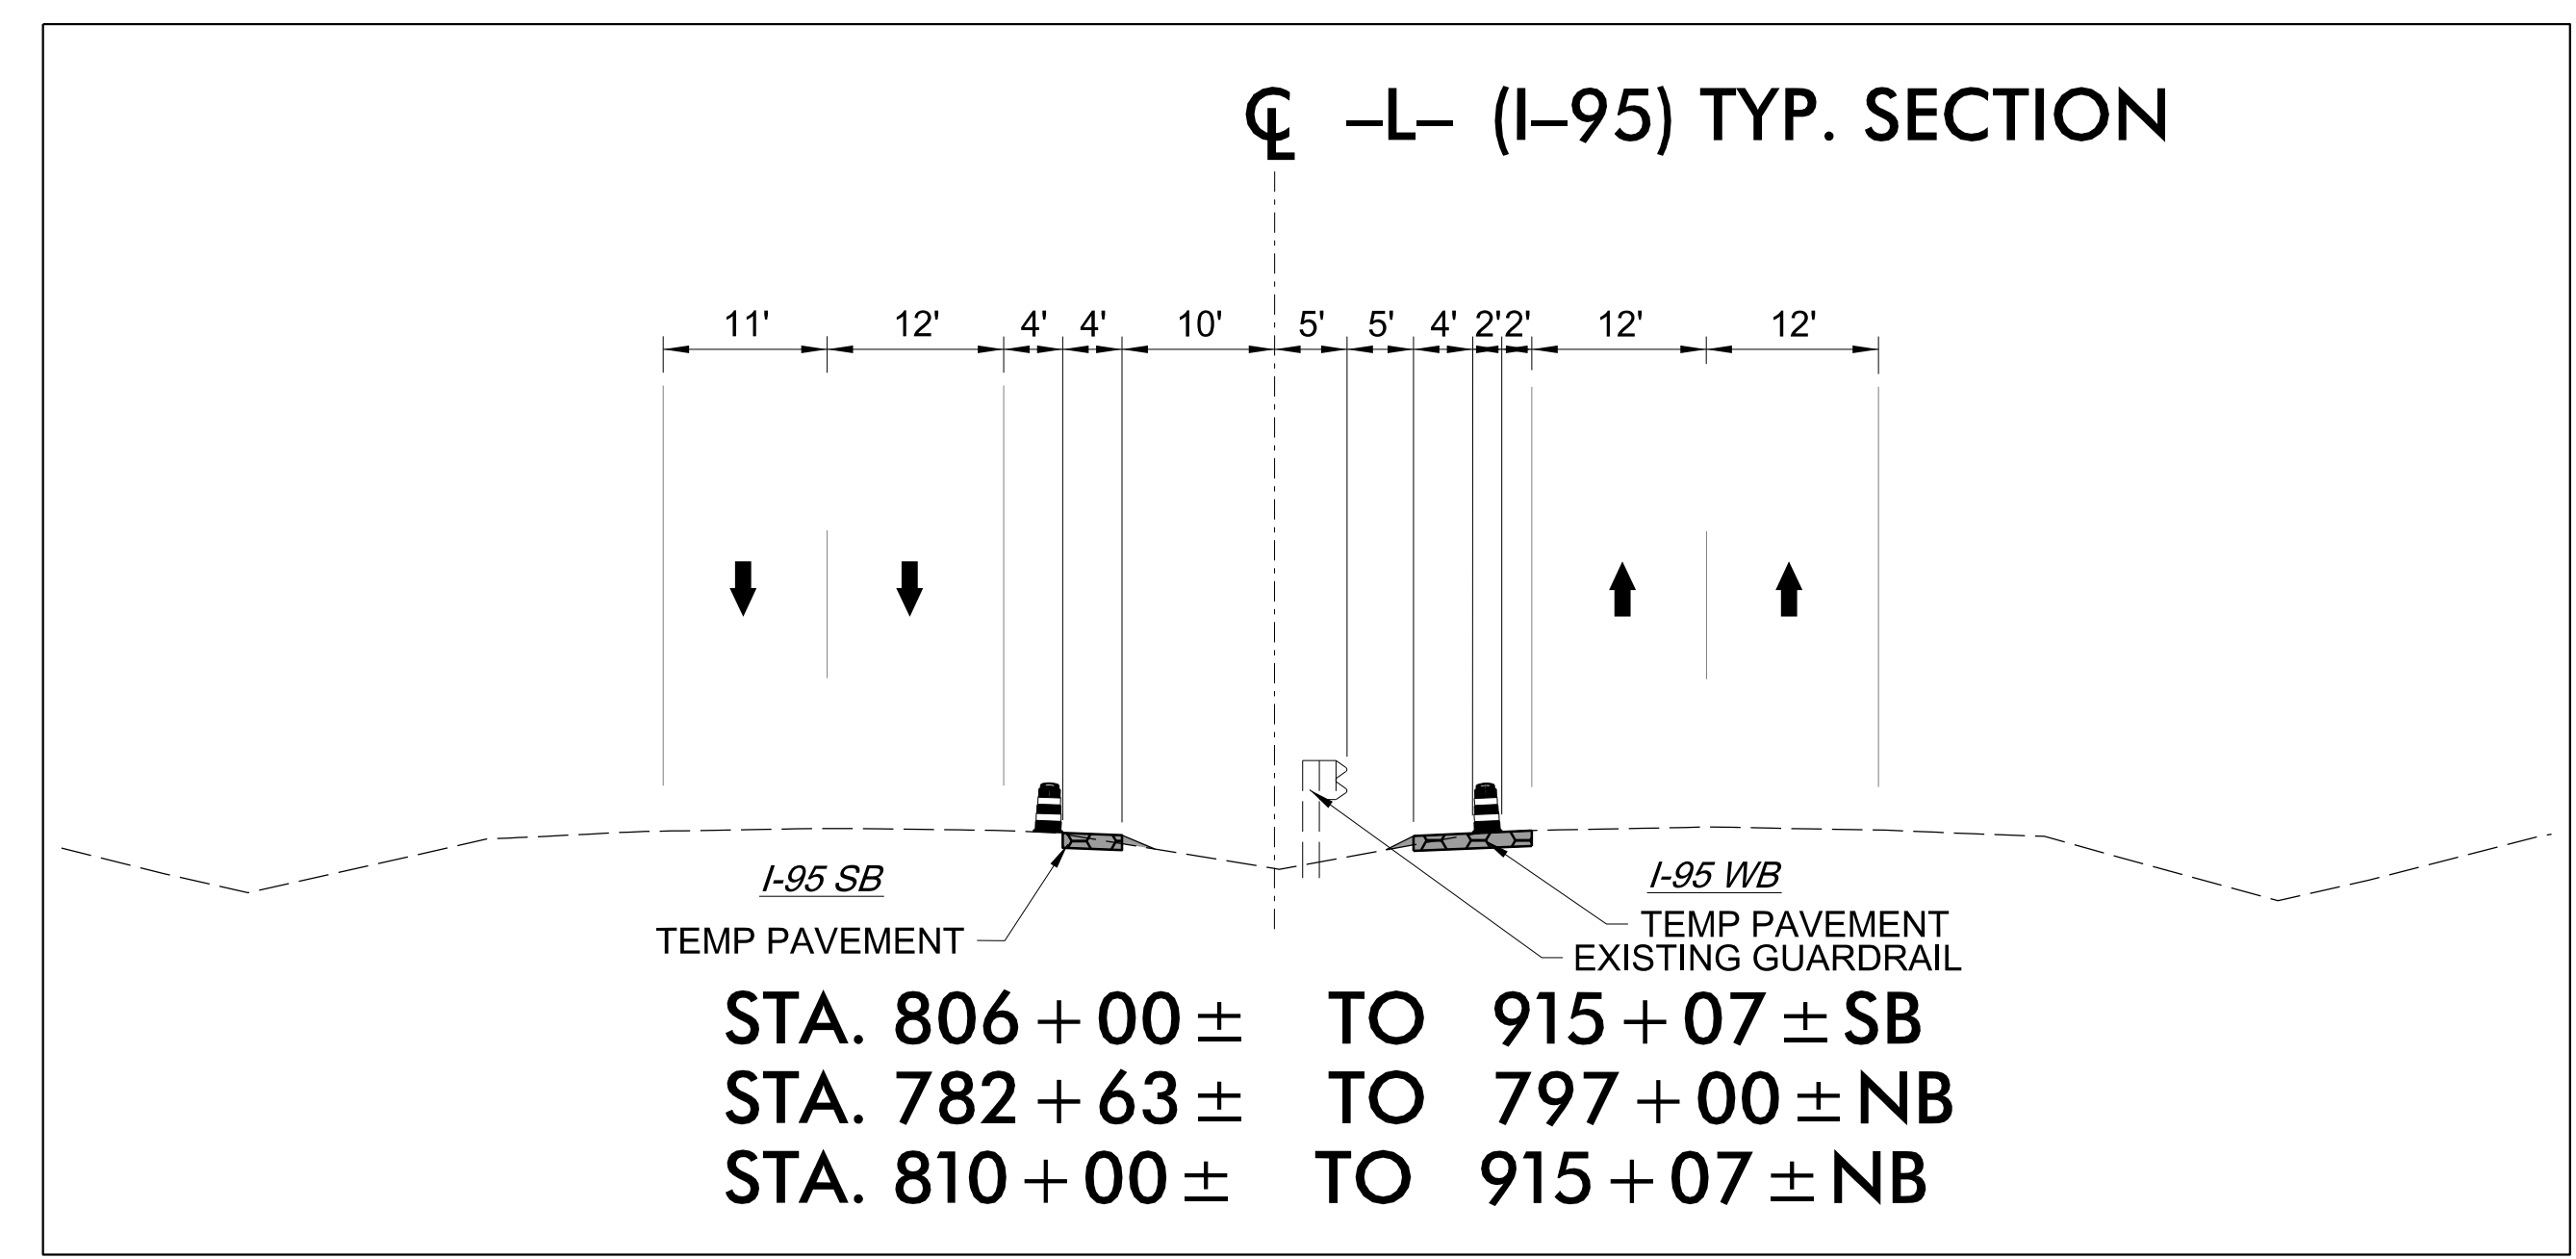 ℄ –L– (I–95) TYP. SECTION
11' 12' 4' 4' 10' 5' 5' 4' 2' 2' 12' 12'
I-95 SB
I-95 WB
TEMP PAVEMENT
TEMP PAVEMENT
EXISTING GUARDRAIL
STA. 806+00± TO 915+07± SB
STA. 782+63± TO 797+00± NB
STA. 810+00± TO 915+07± NB